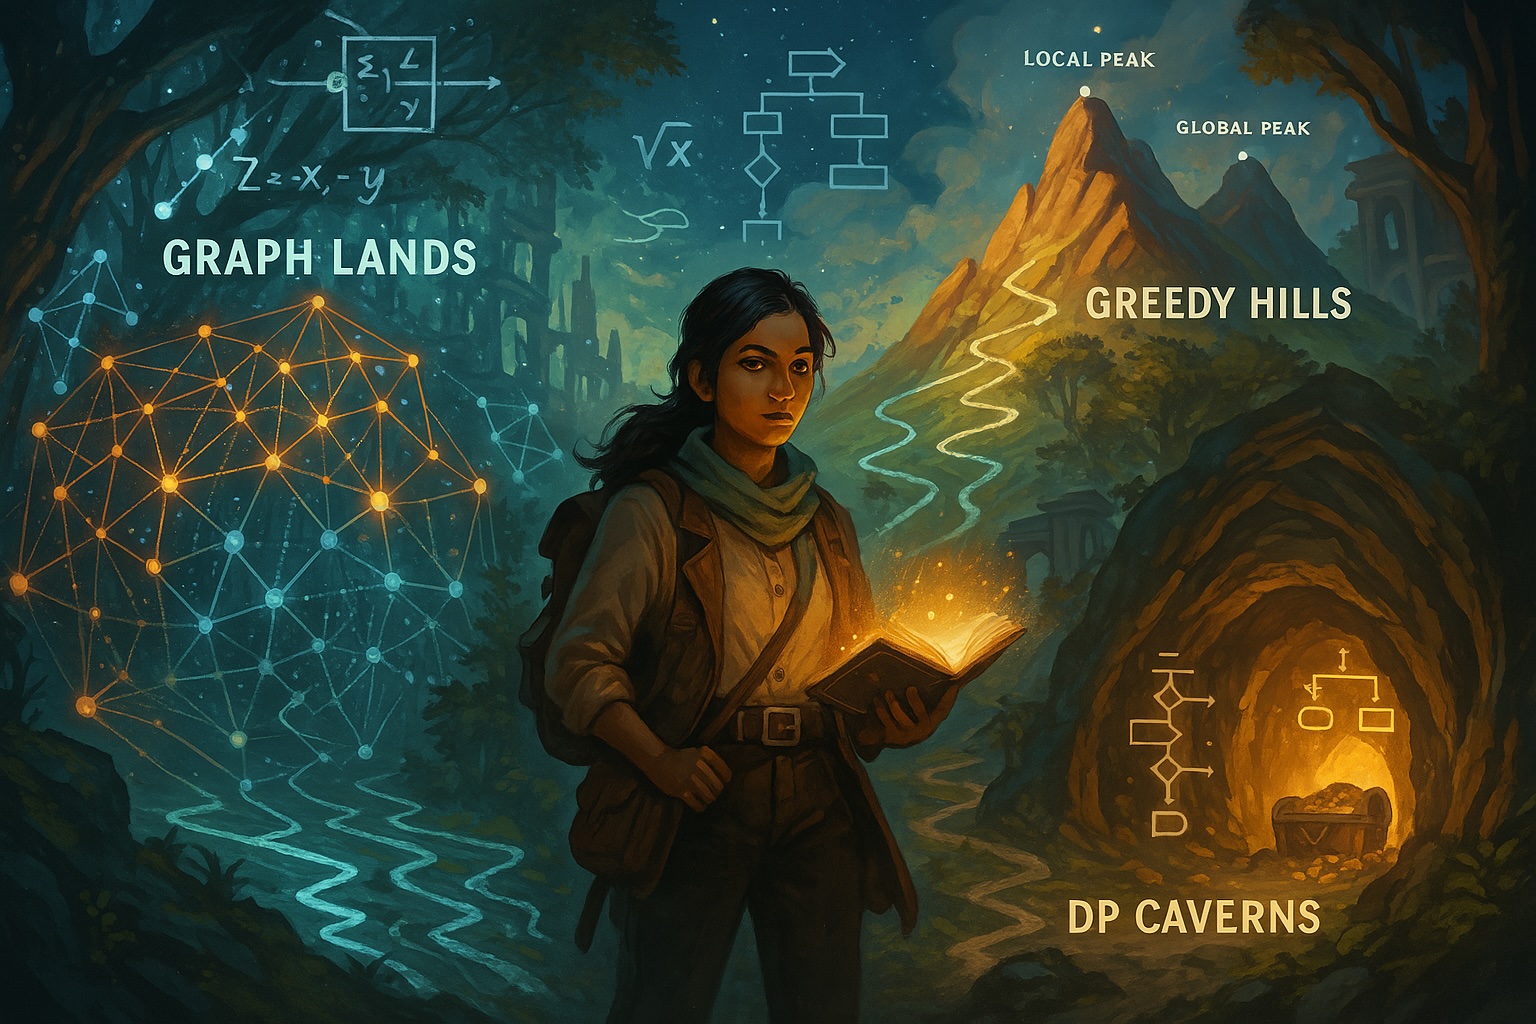 LOCAL PEAK
GLOBAL PEAK
√x
Z = -x, - y
GRAPH LANDS
GREEDY HILLS
DP CAVERNS